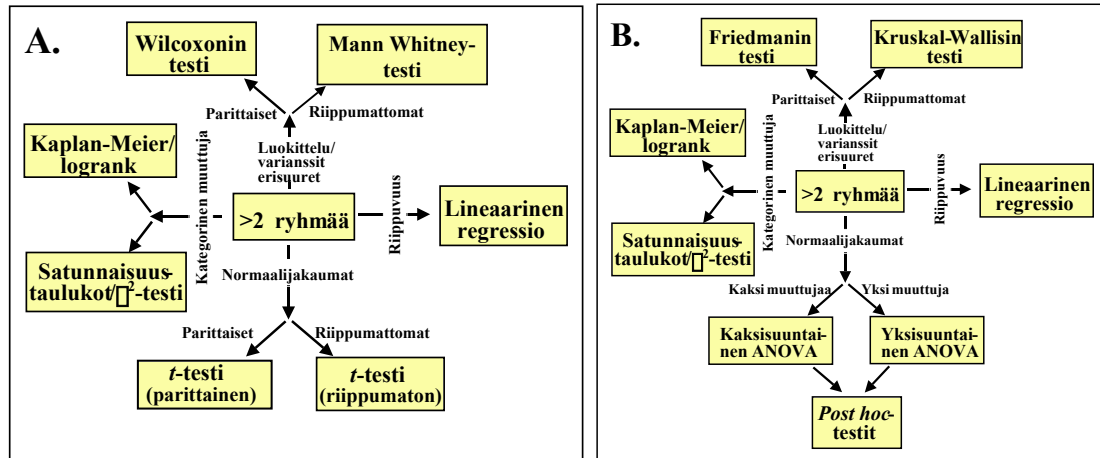 A.
Wilcoxonin
testi
Mann Whitney-
testi
Parittaiset
Riippumattomat
Luokittelu/
varianssit
erisuuret
Kaplan-Meier/
logrank
Kategorinen muuttuja
>2 ryhmää
Riippuvuus
Lineaarinen
regressio
Satunnaisuus-
taulukot/▯²-testi
Normaalijakaumat
Parittaiset
Riippumattomat
t-testi
(parittainen)
t-testi
(riippumaton)
B.
Friedmanin
testi
Kruskal-Wallisin
testi
Parittaiset
Riippumattomat
Luokittelu/
varianssit
erisuuret
Kaplan-Meier/
logrank
Kategorinen muuttuja
>2 ryhmää
Riippuvuus
Lineaarinen
regressio
Satunnaisuus-
taulukot/▯²-testi
Normaalijakaumat
Kaksi muuttujaa
Yksi muuttuja
Kaksisuuntai-
nen ANOVA
Yksisuuntai-
nen ANOVA
Post hoc-
testit